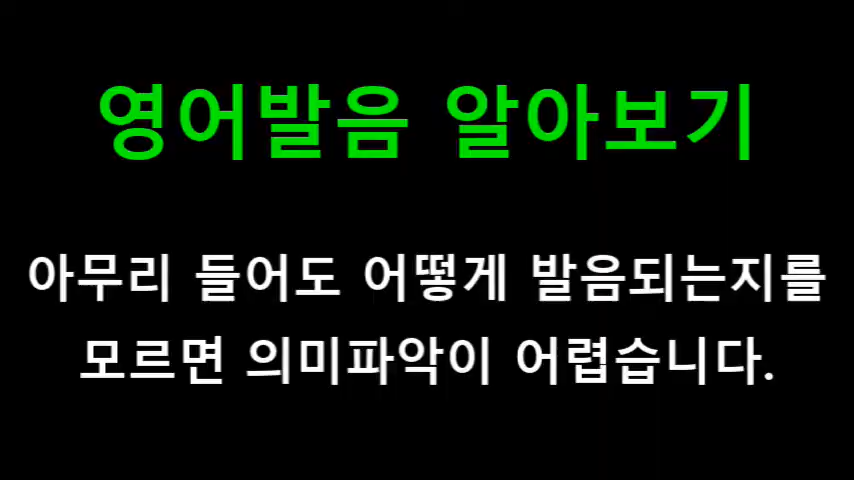 영어발음 알아보기
아무리 들어도 어떻게 발음되는지를
모르면 의미파악이 어렵습니다.